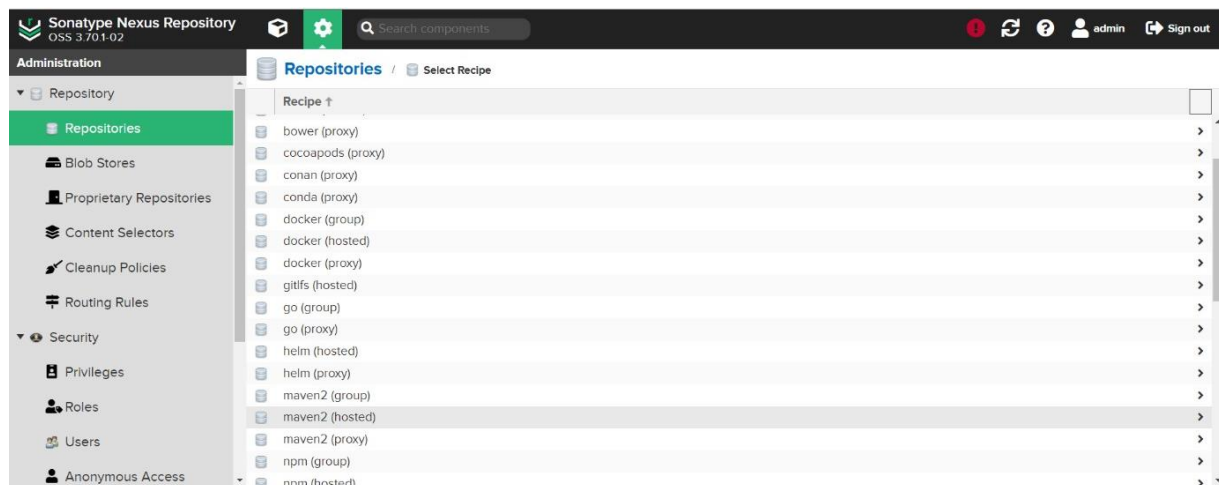 Sonatype Nexus Repository
OSS 3.70.1-02
Search components
admin
Sign out
Administration
Repository
Repositories
Blob Stores
Proprietary Repositories
Content Selectors
Cleanup Policies
Routing Rules
Security
Privileges
Roles
Users
Anonymous Access
Repositories / Select Recipe
Recipe
bower (proxy)
cocoapods (proxy)
conan (proxy)
conda (proxy)
docker (group)
docker (hosted)
docker (proxy)
gitlfs (hosted)
go (group)
go (proxy)
helm (hosted)
helm (proxy)
maven2 (group)
maven2 (hosted)
maven2 (proxy)
npm (group)
npm (hosted)